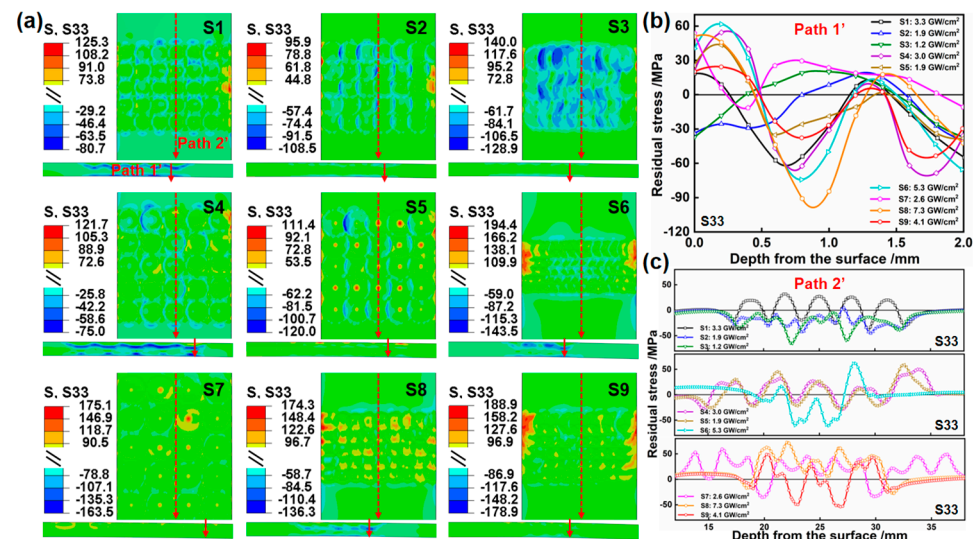 (a)
S, S33
125.3
108.2
91.0
73.8
-29.2
-46.4
-63.5
-80.7
S1
Path 2'
Path 1'
S, S33
95.9
78.8
61.8
44.8
-57.4
-74.4
-91.5
-108.5
S2
S, S33
140.0
117.6
95.2
72.8
-61.7
-84.1
-106.5
-128.9
S3
S, S33
121.7
105.3
88.9
72.6
-25.8
-42.2
-58.6
-75.0
S4
S, S33
111.4
92.1
72.8
53.5
-62.2
-81.5
-100.7
-120.0
S5
S, S33
194.4
166.2
138.1
109.9
-59.0
-87.2
-115.3
-143.5
S6
S, S33
175.1
146.9
118.7
90.5
-78.8
-107.1
-135.3
-163.5
S7
S, S33
174.3
148.4
122.6
96.7
-58.7
-84.5
-110.4
-136.3
S8
S, S33
188.9
158.2
127.6
96.9
-86.9
-117.6
-148.2
-178.9
S9
(b)
Path 1'
S1: 3.3 GW/cm²
S2: 1.9 GW/cm²
S3: 1.2 GW/cm²
S4: 3.0 GW/cm²
S5: 1.9 GW/cm²
S6: 5.3 GW/cm²
S7: 2.6 GW/cm²
S8: 7.3 GW/cm²
S9: 4.1 GW/cm²
S33
Residual stress /MPa
60
30
0
-30
-60
-90
-120
0.0 0.5 1.0 1.5 2.0
Depth from the surface /mm
(c)
Path 2'
Residual stress /MPa
50
0
-50
S1: 3.3 GW/cm²
S2: 1.9 GW/cm²
S3: 1.2 GW/cm²
S33
50
0
-50
S4: 3.0 GW/cm²
S5: 1.9 GW/cm²
S6: 5.3 GW/cm²
S33
50
0
-50
S7: 2.6 GW/cm²
S8: 7.3 GW/cm²
S9: 4.1 GW/cm²
S33
15 20 25 30 35
Depth from the surface /mm